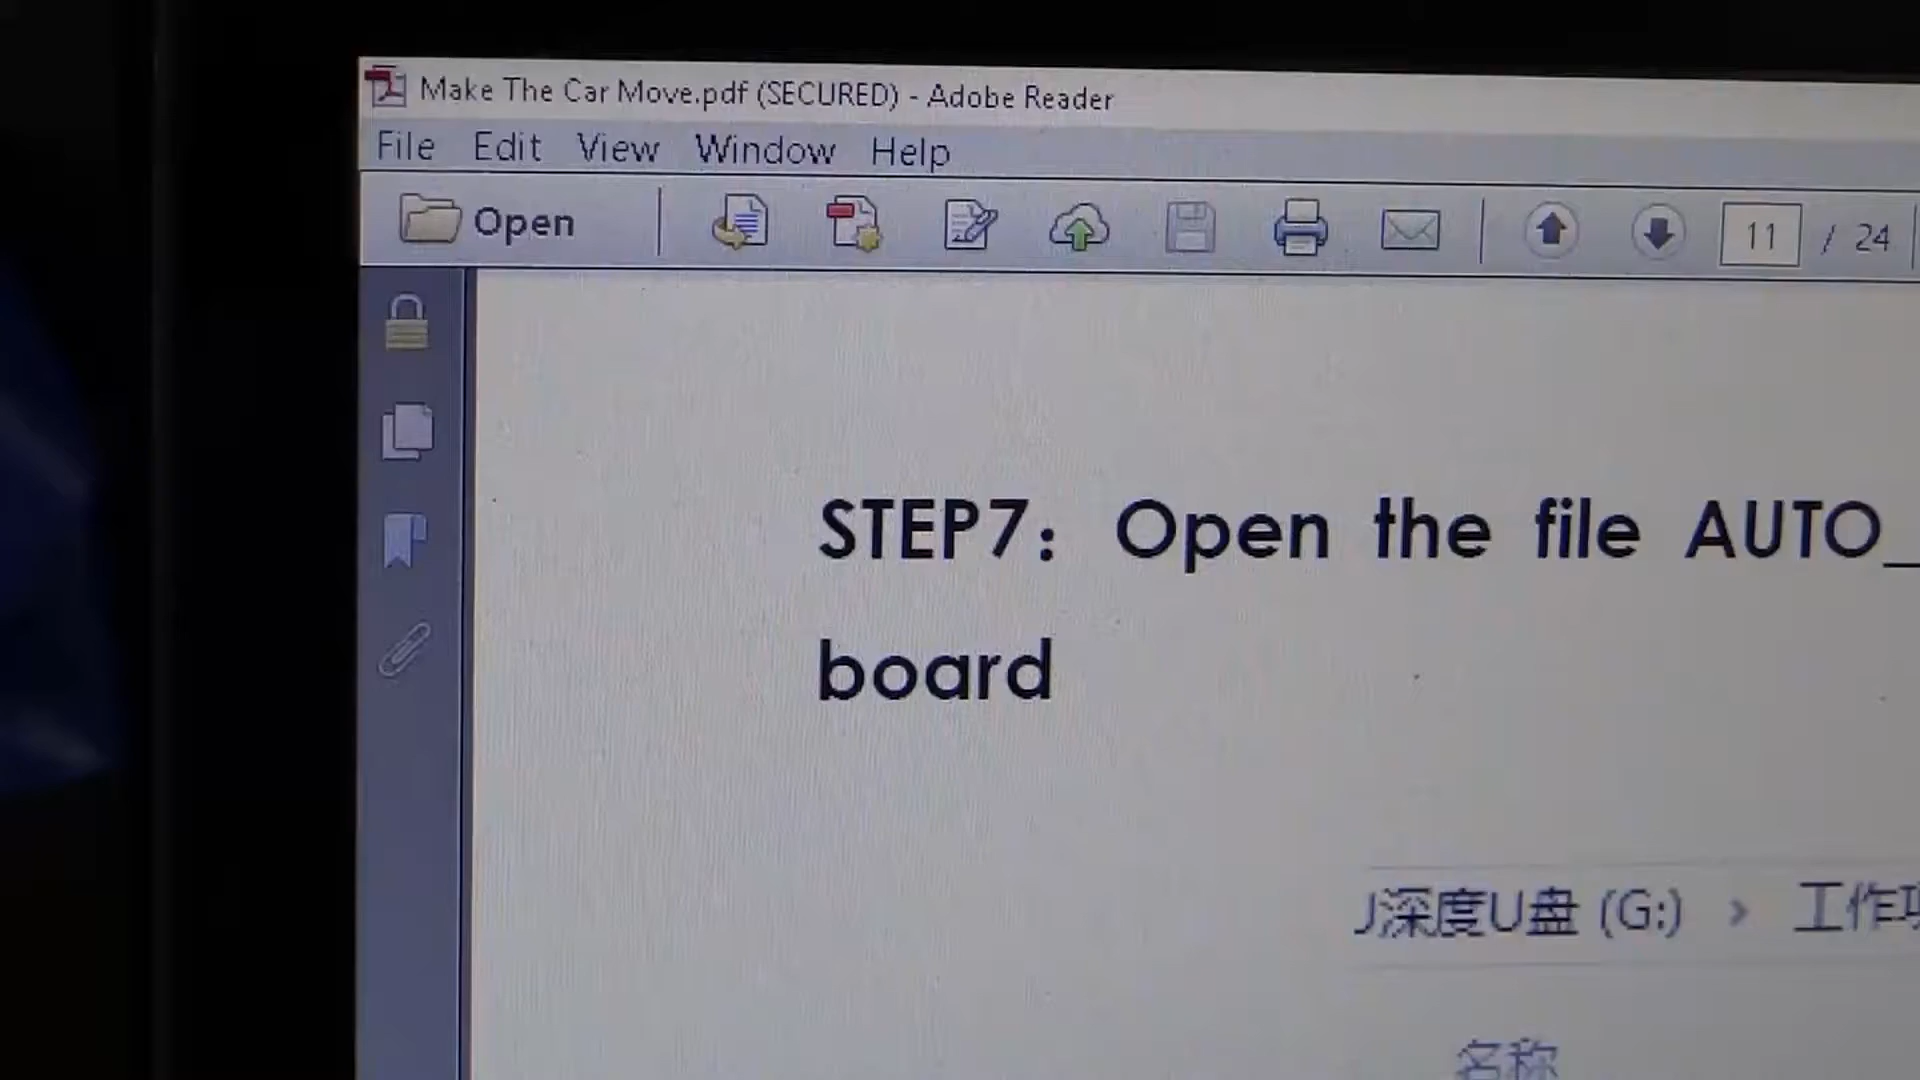 Make The Car Move.pdf (SECURED) - Adobe Reader
File Edit View Window Help
Open 11 / 24
STEP7: Open the file AUTO_
board
J深度U盘 (G:) › 工作
名称